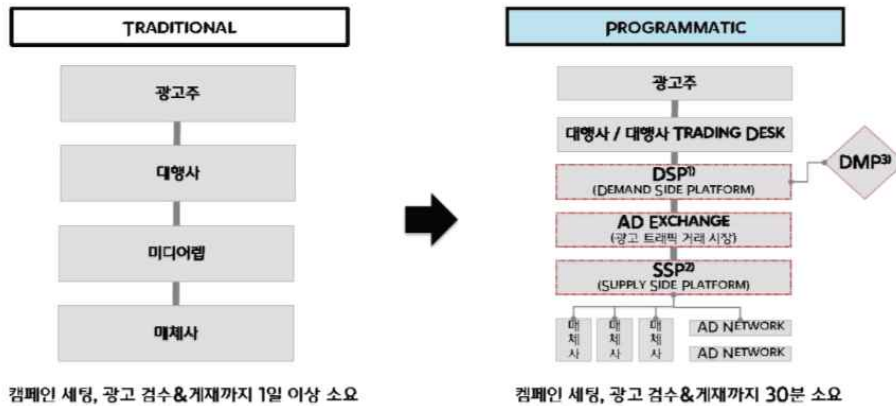 TRADITIONAL
광고주
대행사
미디어렙
매체사
캠페인 세팅, 광고 검수&게재까지 1일 이상 소요
PROGRAMMATIC
광고주
대행사 / 대행사 TRADING DESK
DSP1)
(DEMAND SIDE PLATFORM)
DMP3)
AD EXCHANGE
(광고 트래픽 거래 시장)
SSP2)
(SUPPLY SIDE PLATFORM)
매체사
매체사
매체사
AD NETWORK
AD NETWORK
켐페인 세팅, 광고 검수&게재까지 30분 소요